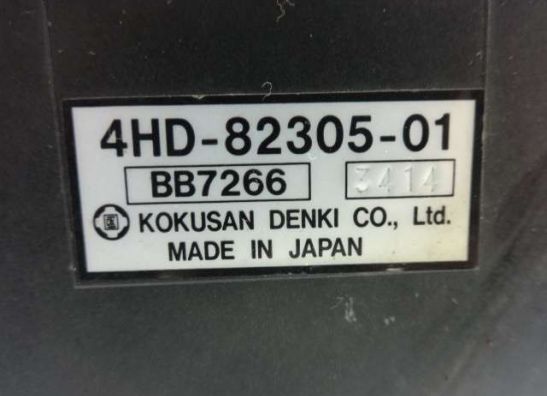 4HD-82305-01
BB7266 3414
KOKUSAN DENKI CO., Ltd.
MADE IN JAPAN